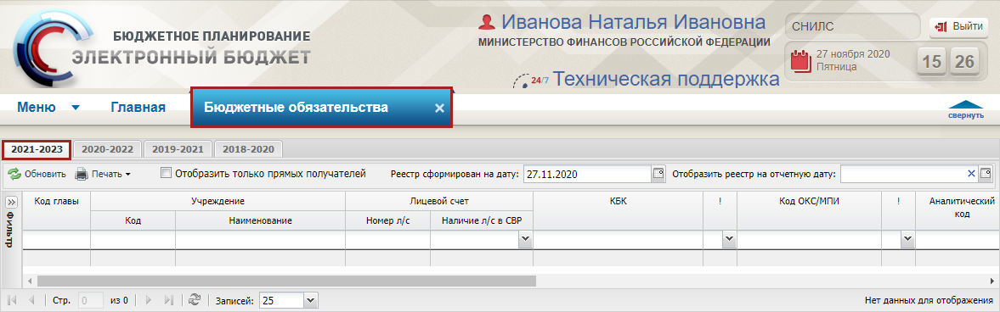 БЮДЖЕТНОЕ ПЛАНИРОВАНИЕ
ЭЛЕКТРОННЫЙ БЮДЖЕТ
Иванова Наталья Ивановна
МИНИСТЕРСТВО ФИНАНСОВ РОССИЙСКОЙ ФЕДЕРАЦИИ
24/7 Техническая поддержка
СНИЛС
Выйти
27 ноября 2020
Пятница
15 26
Меню Главная Бюджетные обязательства
свернуть
2021-2023 2020-2022 2019-2021 2018-2020
Обновить Печать Отобразить только прямых получателей Реестр сформирован на дату: 27.11.2020 Отобразить реестр на отчетную дату:
Фильтр
Код главы Учреждение Лицевой счет КБК ! Код ОКС/МПИ ! Аналитический код
Код Наименование Номер л/с Наличие л/с в СВР
Стр. 0 из 0 Записей: 25 Нет данных для отображения